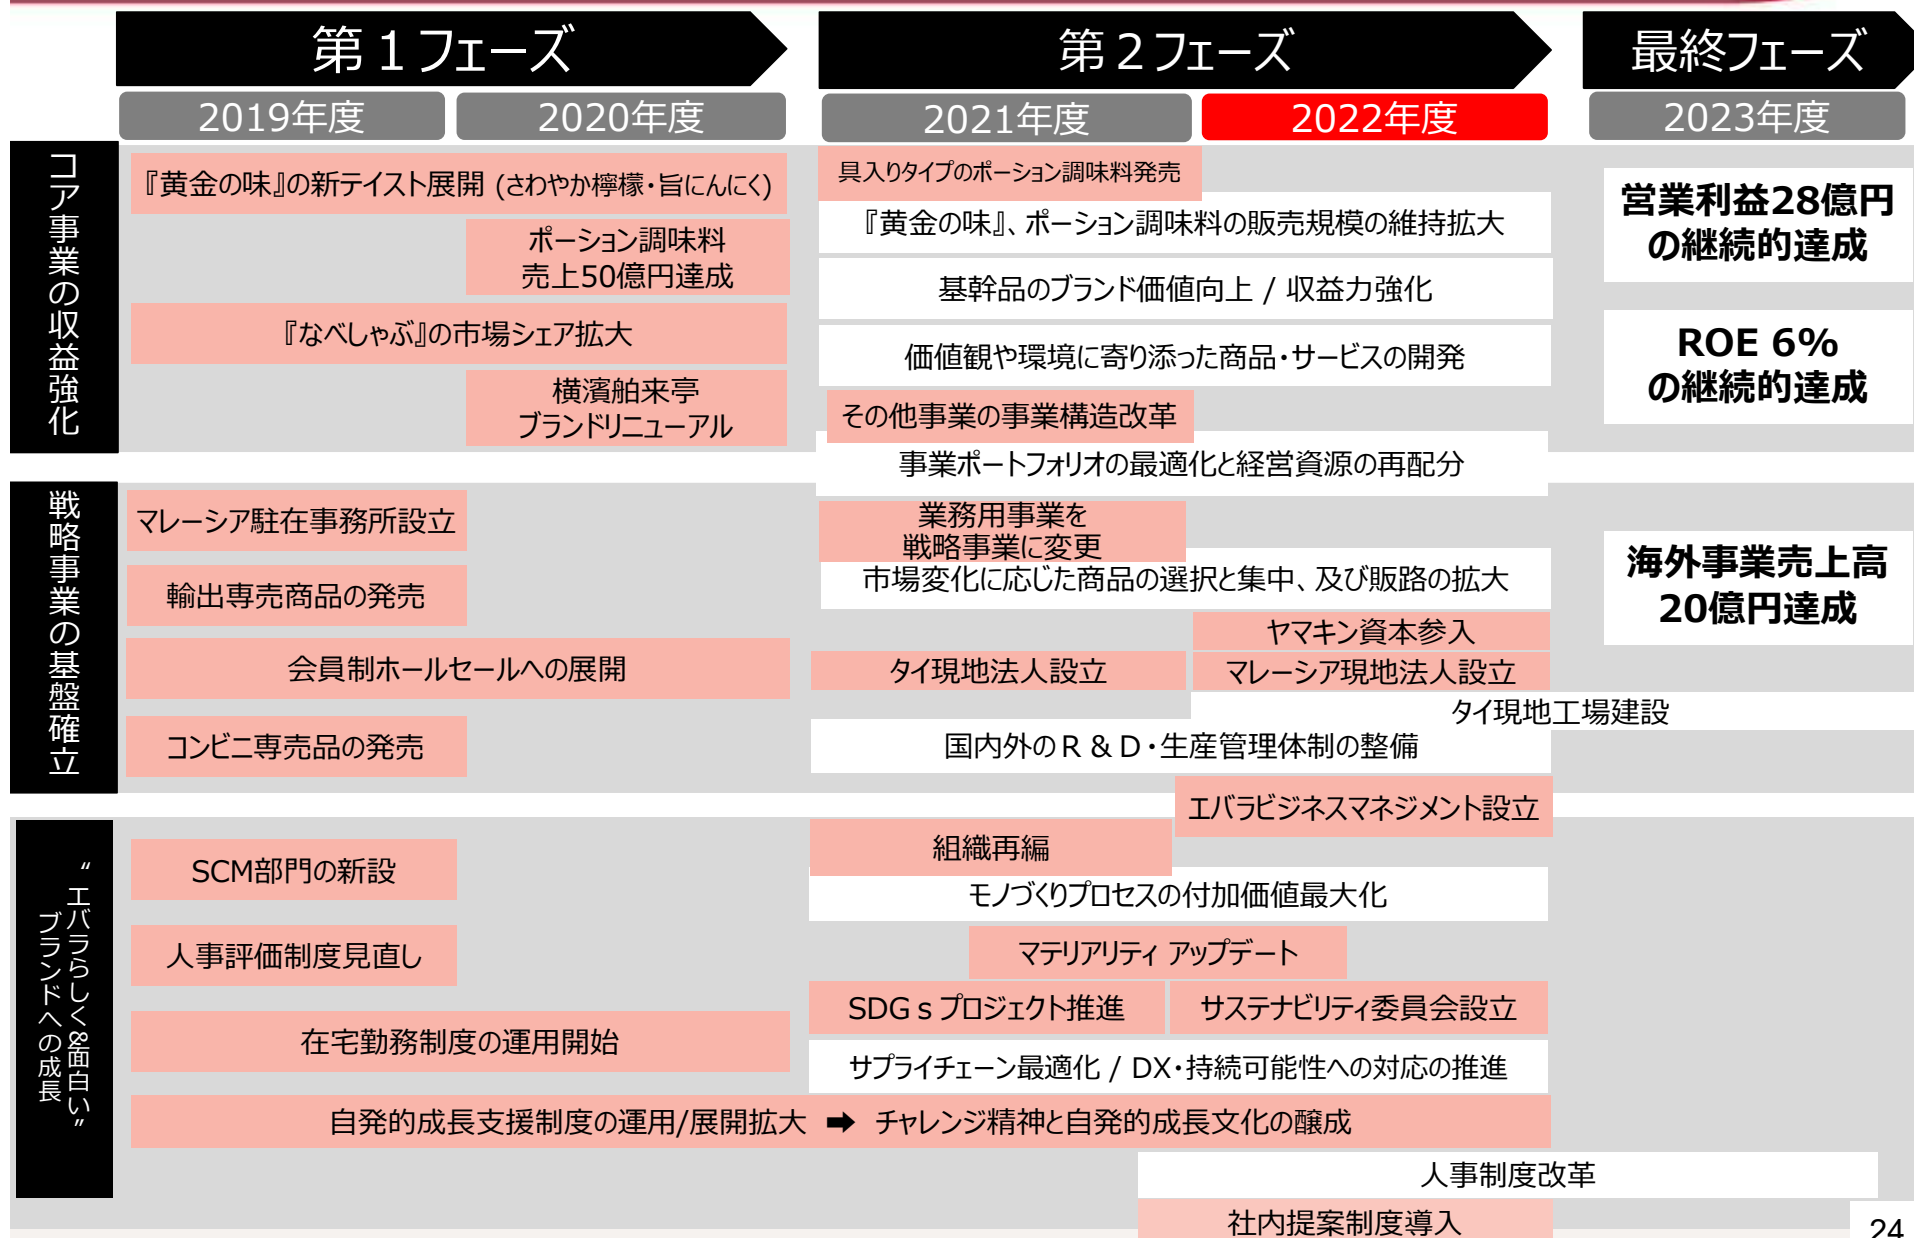 第１フェーズ
第２フェーズ
最終フェーズ
2019年度
2020年度
2021年度
2022年度
2023年度
コア事業の収益強化
『黄金の味』の新テイスト展開 (さわやか檸檬・旨にんにく)
ポーション調味料
売上50億円達成
『なべしゃぶ』の市場シェア拡大
横濱舶来亭
ブランドリニューアル
具入りタイプのポーション調味料発売
『黄金の味』、ポーション調味料の販売規模の維持拡大
基幹品のブランド価値向上 / 収益力強化
価値観や環境に寄り添った商品・サービスの開発
その他事業の事業構造改革
事業ポートフォリオの最適化と経営資源の再配分
営業利益28億円
の継続的達成
ROE 6%
の継続的達成
戦略事業の基盤確立
マレーシア駐在事務所設立
輸出専売商品の発売
会員制ホールセールへの展開
コンビニ専売品の発売
業務用事業を
戦略事業に変更
市場変化に応じた商品の選択と集中、及び販路の拡大
ヤマキン資本参入
タイ現地法人設立
マレーシア現地法人設立
タイ現地工場建設
国内外のＲ＆Ｄ・生産管理体制の整備
エバラビジネスマネジメント設立
海外事業売上高
20億円達成
“エバラらしく&面白い”
ブランドへの成長
SCM部門の新設
人事評価制度見直し
在宅勤務制度の運用開始
組織再編
モノづくりプロセスの付加価値最大化
マテリアリティ アップデート
SDGｓプロジェクト推進
サステナビリティ委員会設立
サプライチェーン最適化 / DX・持続可能性への対応の推進
自発的成長支援制度の運用/展開拡大 ➡ チャレンジ精神と自発的成長文化の醸成
人事制度改革
社内提案制度導入
24